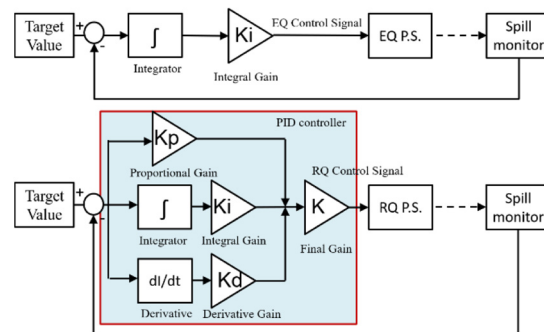 Target
Value
+
-
∫
Integrator
Ki
Integral Gain
EQ Control Signal
EQ P.S.
Spill
monitor
PID controller
Target
Value
+
-
Kp
Proportional Gain
∫
Integrator
Ki
Integral Gain
dI/dt
Derivative
Kd
Derivative Gain
K
Final Gain
RQ Control Signal
RQ P.S.
Spill
monitor